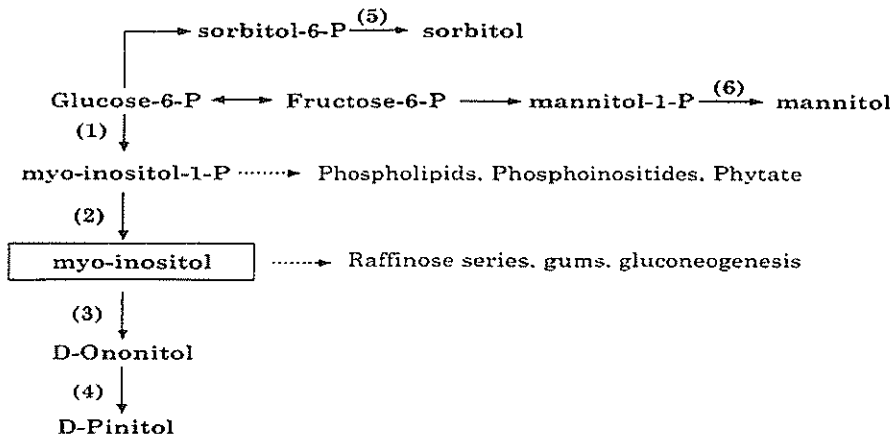 sorbitol-6-P (5) sorbitol
Glucose-6-P Fructose-6-P mannitol-1-P (6) mannitol
(1)
myo-inositol-1-P Phospholipids. Phosphoinositides. Phytate
(2)
myo-inositol Raffinose series. gums. gluconeogenesis
(3)
D-Ononitol
(4)
D-Pinitol